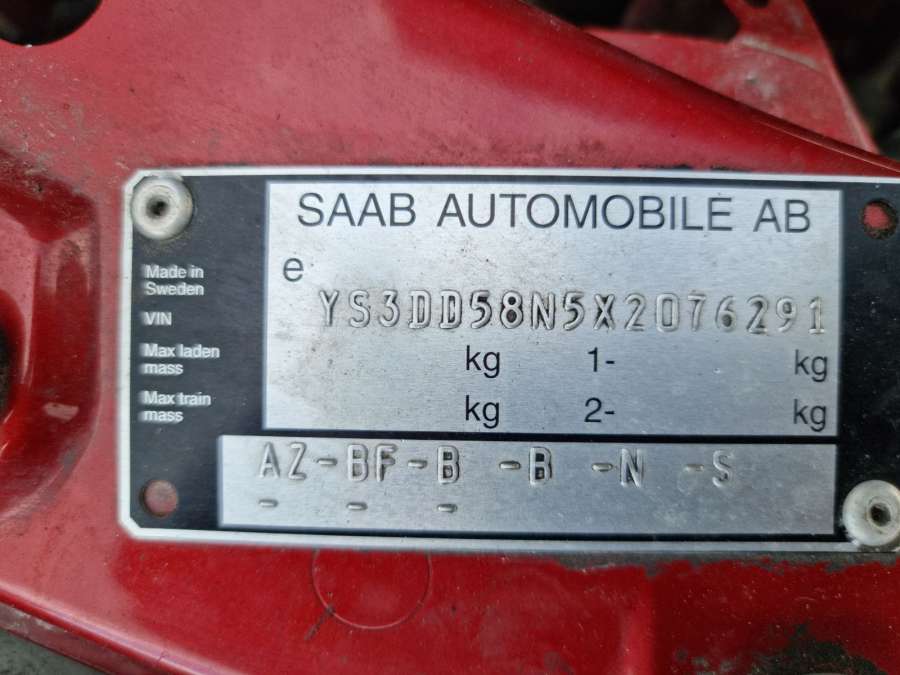 SAAB AUTOMOBILE AB
e
Made in
Sweden
VIN
YS3DD58N5X2076291
Max laden
mass
kg 1- kg
Max train
mass
kg 2- kg
AZ-BF-B -B -N -S
- - -